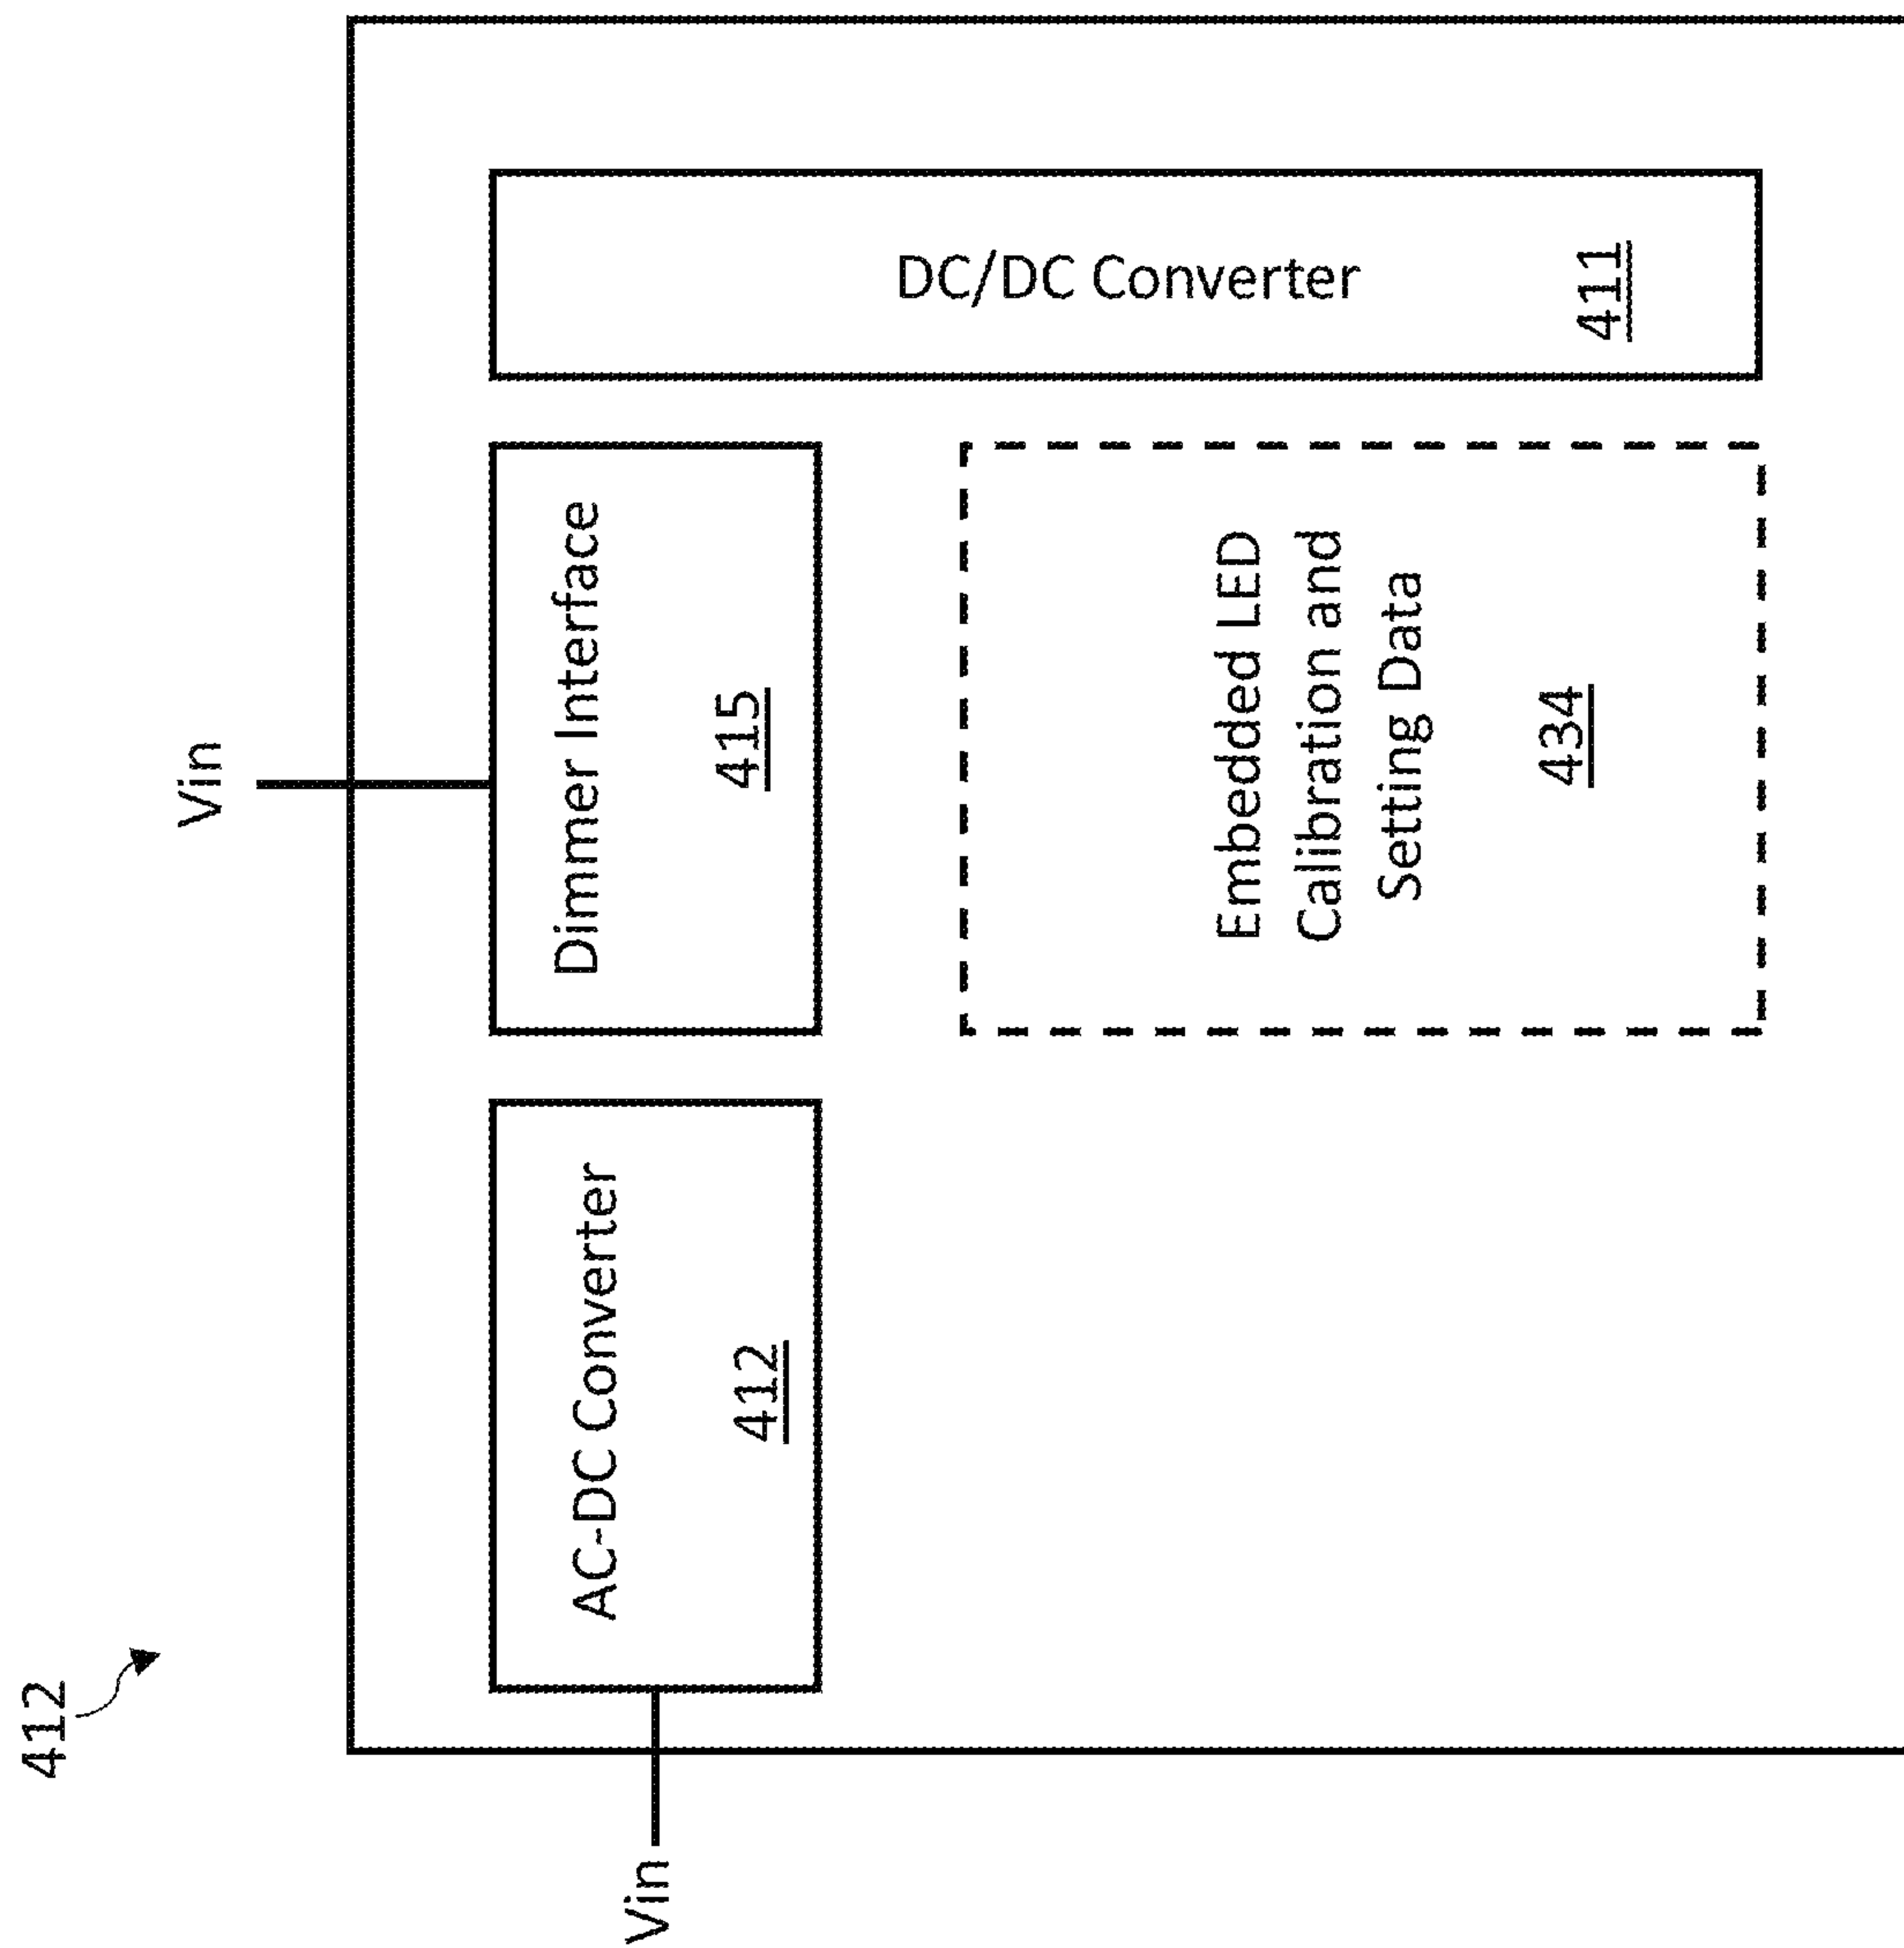 412
Vin
Vin
AC-DC Converter
412
Dimmer Interface
415
Embedded LED
Calibration and
Setting Data
434
DC/DC Converter
411